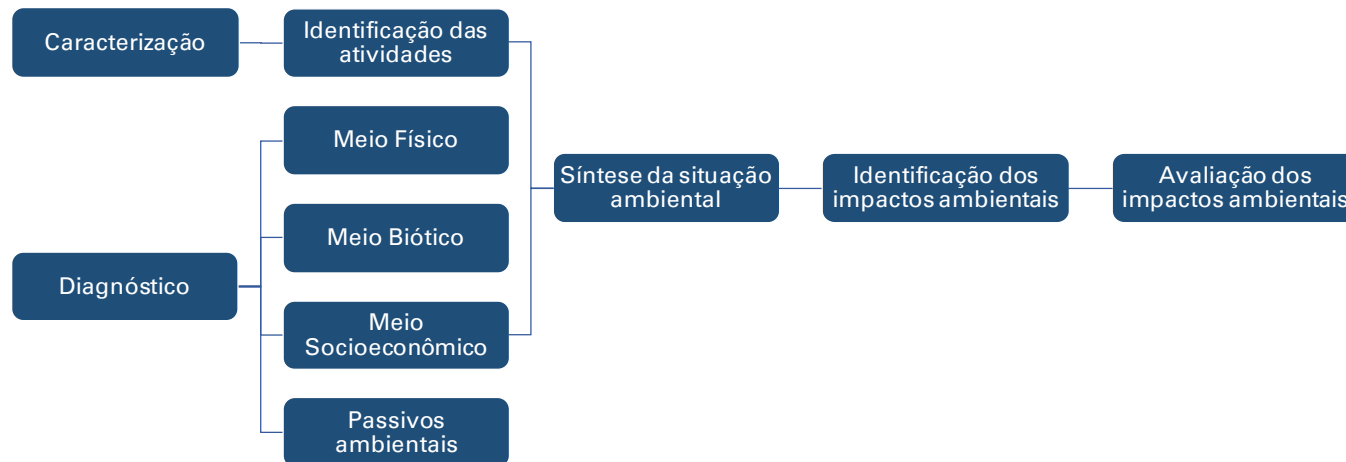 Caracterização
Identificação das
atividades
Meio Físico
Meio Biótico
Diagnóstico
Meio
Socioeconômico
Passivos
ambientais
Síntese da situação
ambiental
Identificação dos
impactos ambientais
Avaliação dos
impactos ambientais